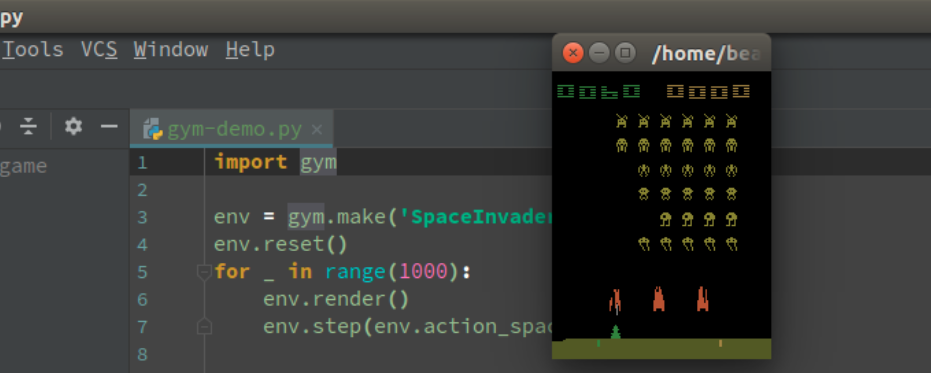 py
Tools VCS Window Help
/home/bea
0060 0000
gym-demo.py
game
1 import gym
2
3 env = gym.make('SpaceInvader
4 env.reset()
5 for _ in range(1000):
6 env.render()
7 env.step(env.action_spac
8